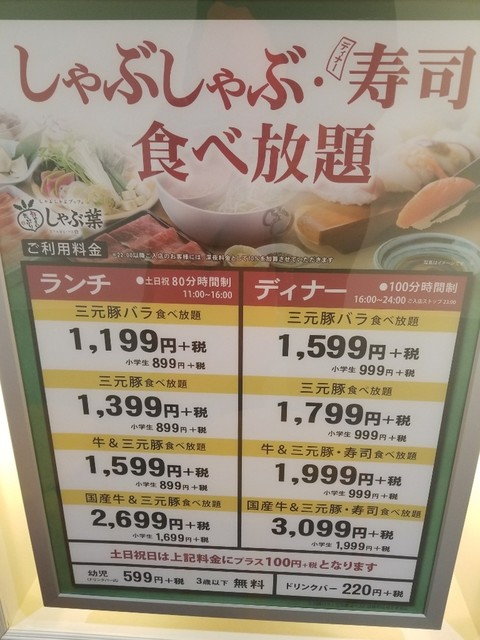 しゃぶしゃぶ・ディナー寿司
食べ放題
しゃぶ葉
ご利用料金
ランチ ●土日祝 80分時間制
11:00~16:00
三元豚バラ食べ放題
1,199円+税
小学生 899円+税
三元豚食べ放題
1,399円+税
小学生 899円+税
牛&三元豚食べ放題
1,599円+税
小学生 899円+税
国産牛&三元豚食べ放題
2,699円+税
小学生 1,699円+税
ディナー ●100分時間制
16:00~24:00
三元豚バラ食べ放題
1,599円+税
小学生 999円+税
三元豚食べ放題
1,799円+税
小学生 999円+税
牛&三元豚・寿司食べ放題
1,999円+税
小学生 999円+税
国産牛&三元豚・寿司食べ放題
3,099円+税
小学生 1,999円+税
土日祝日は上記料金にプラス100円+税となります
幼児 (ドリンクバー付) 599円+税 3歳以下 無料
ドリンクバー 220円+税